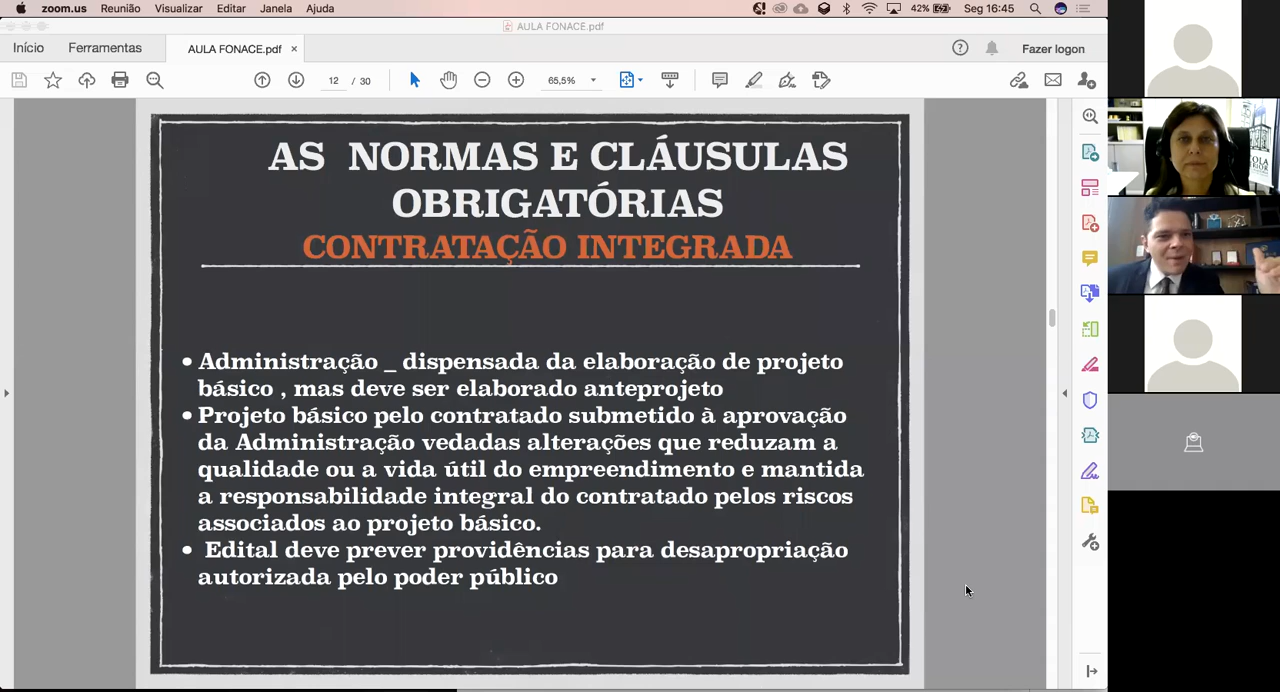 zoom.us Reunião Visualizar Editar Janela Ajuda 42% Seg 16:45
AULA FONACE.pdf
Início Ferramentas AULA FONACE.pdf × Fazer logon
12 / 30 65,5%
AS NORMAS E CLÁUSULAS
OBRIGATÓRIAS
CONTRATAÇÃO INTEGRADA
• Administração _ dispensada da elaboração de projeto
básico , mas deve ser elaborado anteprojeto
• Projeto básico pelo contratado submetido à aprovação
da Administração vedadas alterações que reduzam a
qualidade ou a vida útil do empreendimento e mantida
a responsabilidade integral do contratado pelos riscos
associados ao projeto básico.
• Edital deve prever providências para desapropriação
autorizada pelo poder público